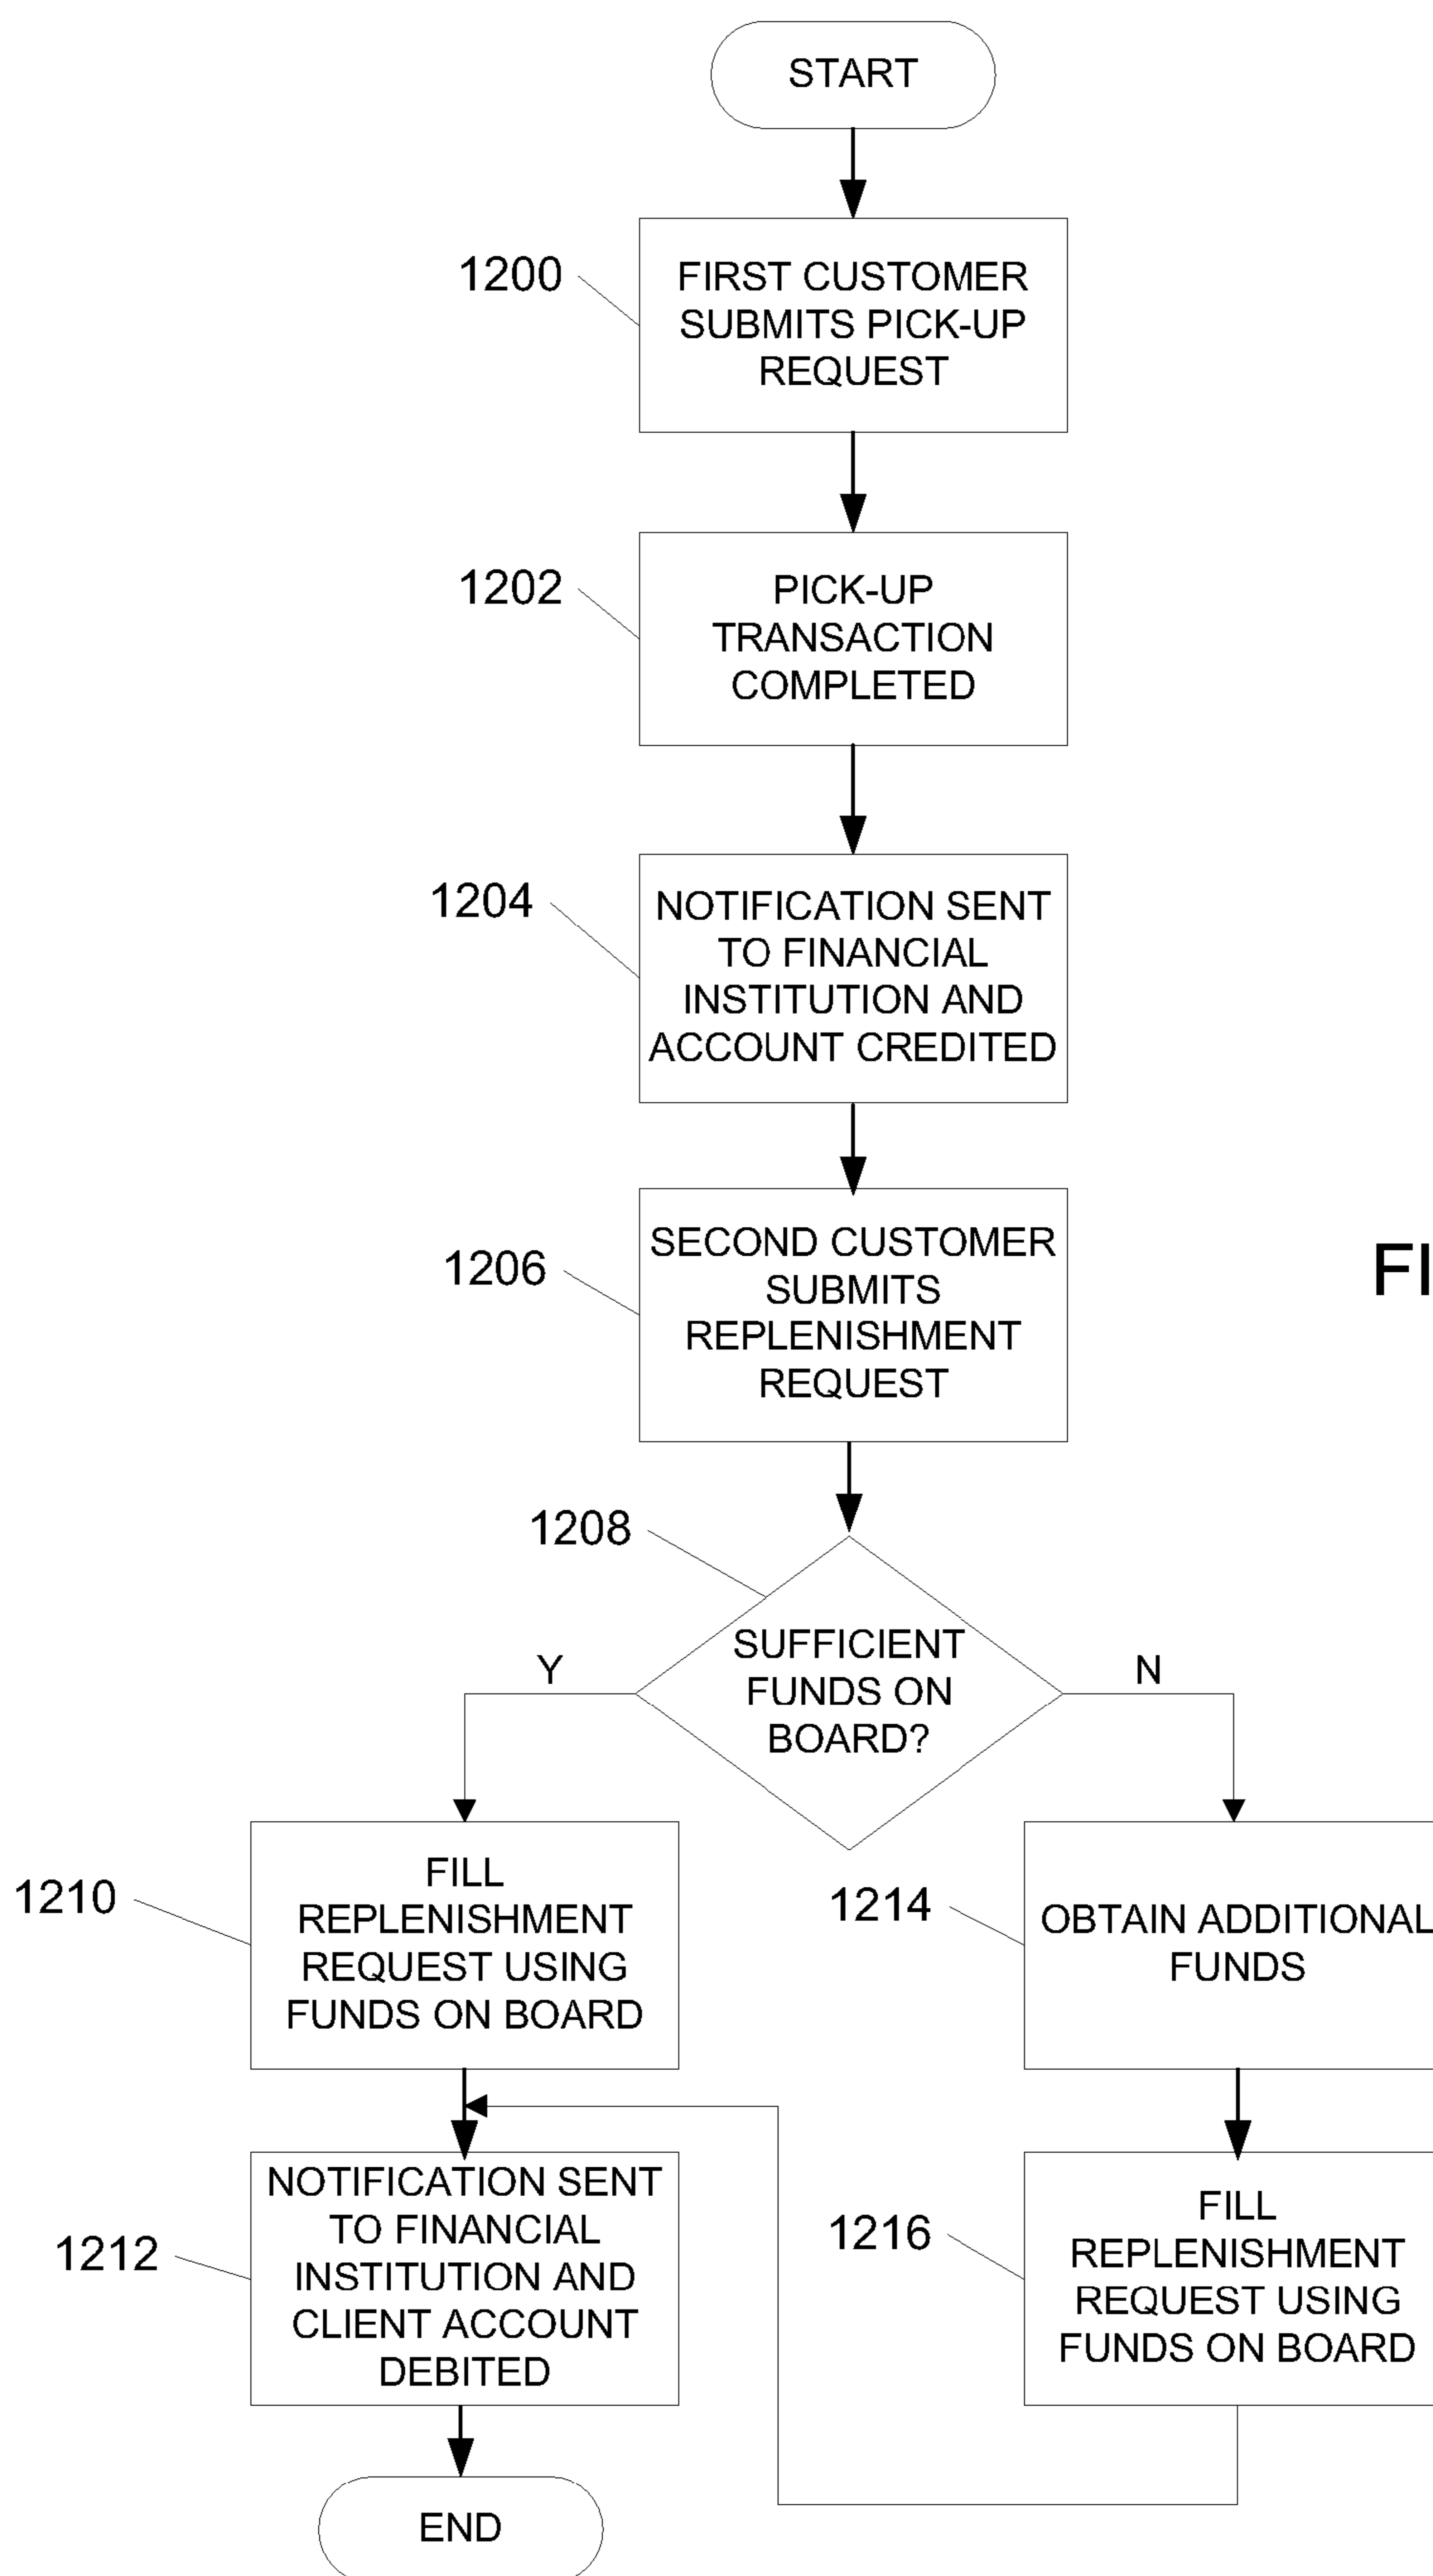 START
1200
FIRST CUSTOMER
SUBMITS PICK-UP
REQUEST
1202
PICK-UP
TRANSACTION
COMPLETED
1204
NOTIFICATION SENT
TO FINANCIAL
INSTITUTION AND
ACCOUNT CREDITED
1206
SECOND CUSTOMER
SUBMITS
REPLENISHMENT
REQUEST
FI
1208
SUFFICIENT
FUNDS ON
BOARD?
Y
N
1210
FILL
REPLENISHMENT
REQUEST USING
FUNDS ON BOARD
1214
OBTAIN ADDITIONAL
FUNDS
1212
NOTIFICATION SENT
TO FINANCIAL
INSTITUTION AND
CLIENT ACCOUNT
DEBITED
1216
FILL
REPLENISHMENT
REQUEST USING
FUNDS ON BOARD
END